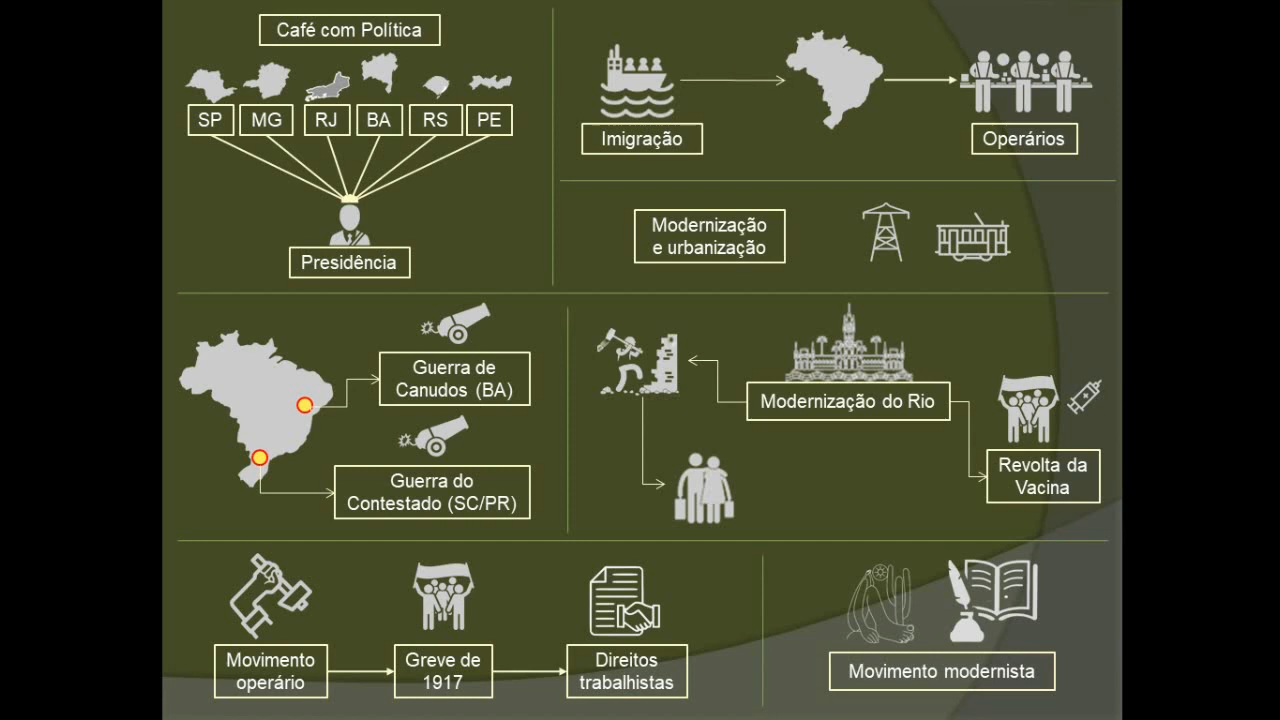 Café com Política
SP
MG
RJ
BA
RS
PE
Presidência
Imigração
Operários
Modernização
e urbanização
Guerra de
Canudos (BA)
Guerra do
Contestado (SC/PR)
Modernização do Rio
Revolta da
Vacina
Movimento
operário
Greve de
1917
Direitos
trabalhistas
Movimento modernista